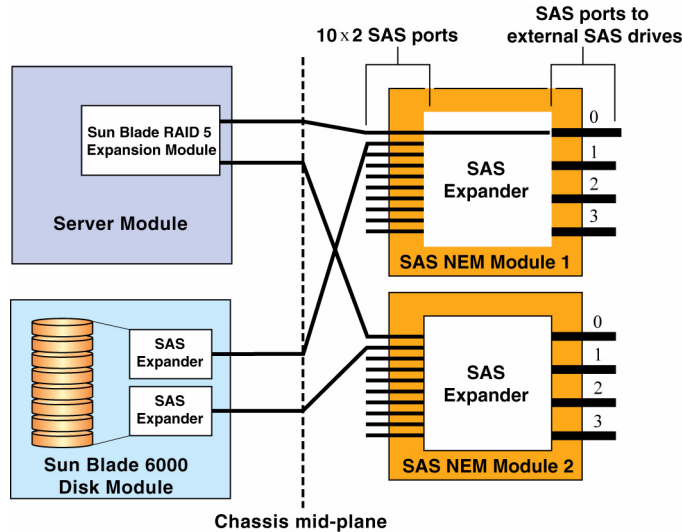 10 x 2 SAS ports
SAS ports to
external SAS drives
Sun Blade RAID 5
Expansion Module
Server Module
SAS
Expander
0
1
2
3
SAS NEM Module 1
SAS
Expander
SAS
Expander
Sun Blade 6000
Disk Module
SAS
Expander
0
1
2
3
SAS NEM Module 2
Chassis mid-plane